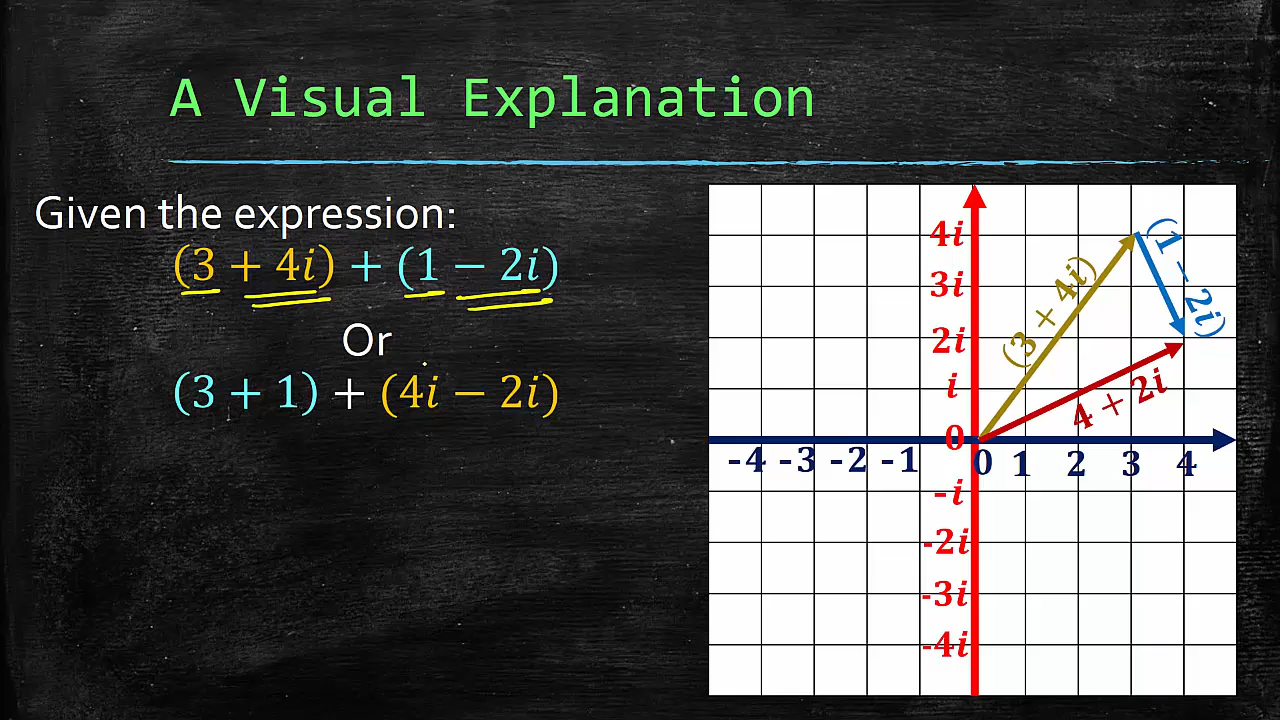 A Visual Explanation
Given the expression:
(3 + 4i) + (1 − 2i)
Or
(3 + 1) + (4i − 2i)
4i
3i
2i
i
0
-i
-2i
-3i
-4i
-4 -3 -2 -1 0 1 2 3 4
(3 + 4i)
(1 − 2i)
4 + 2i